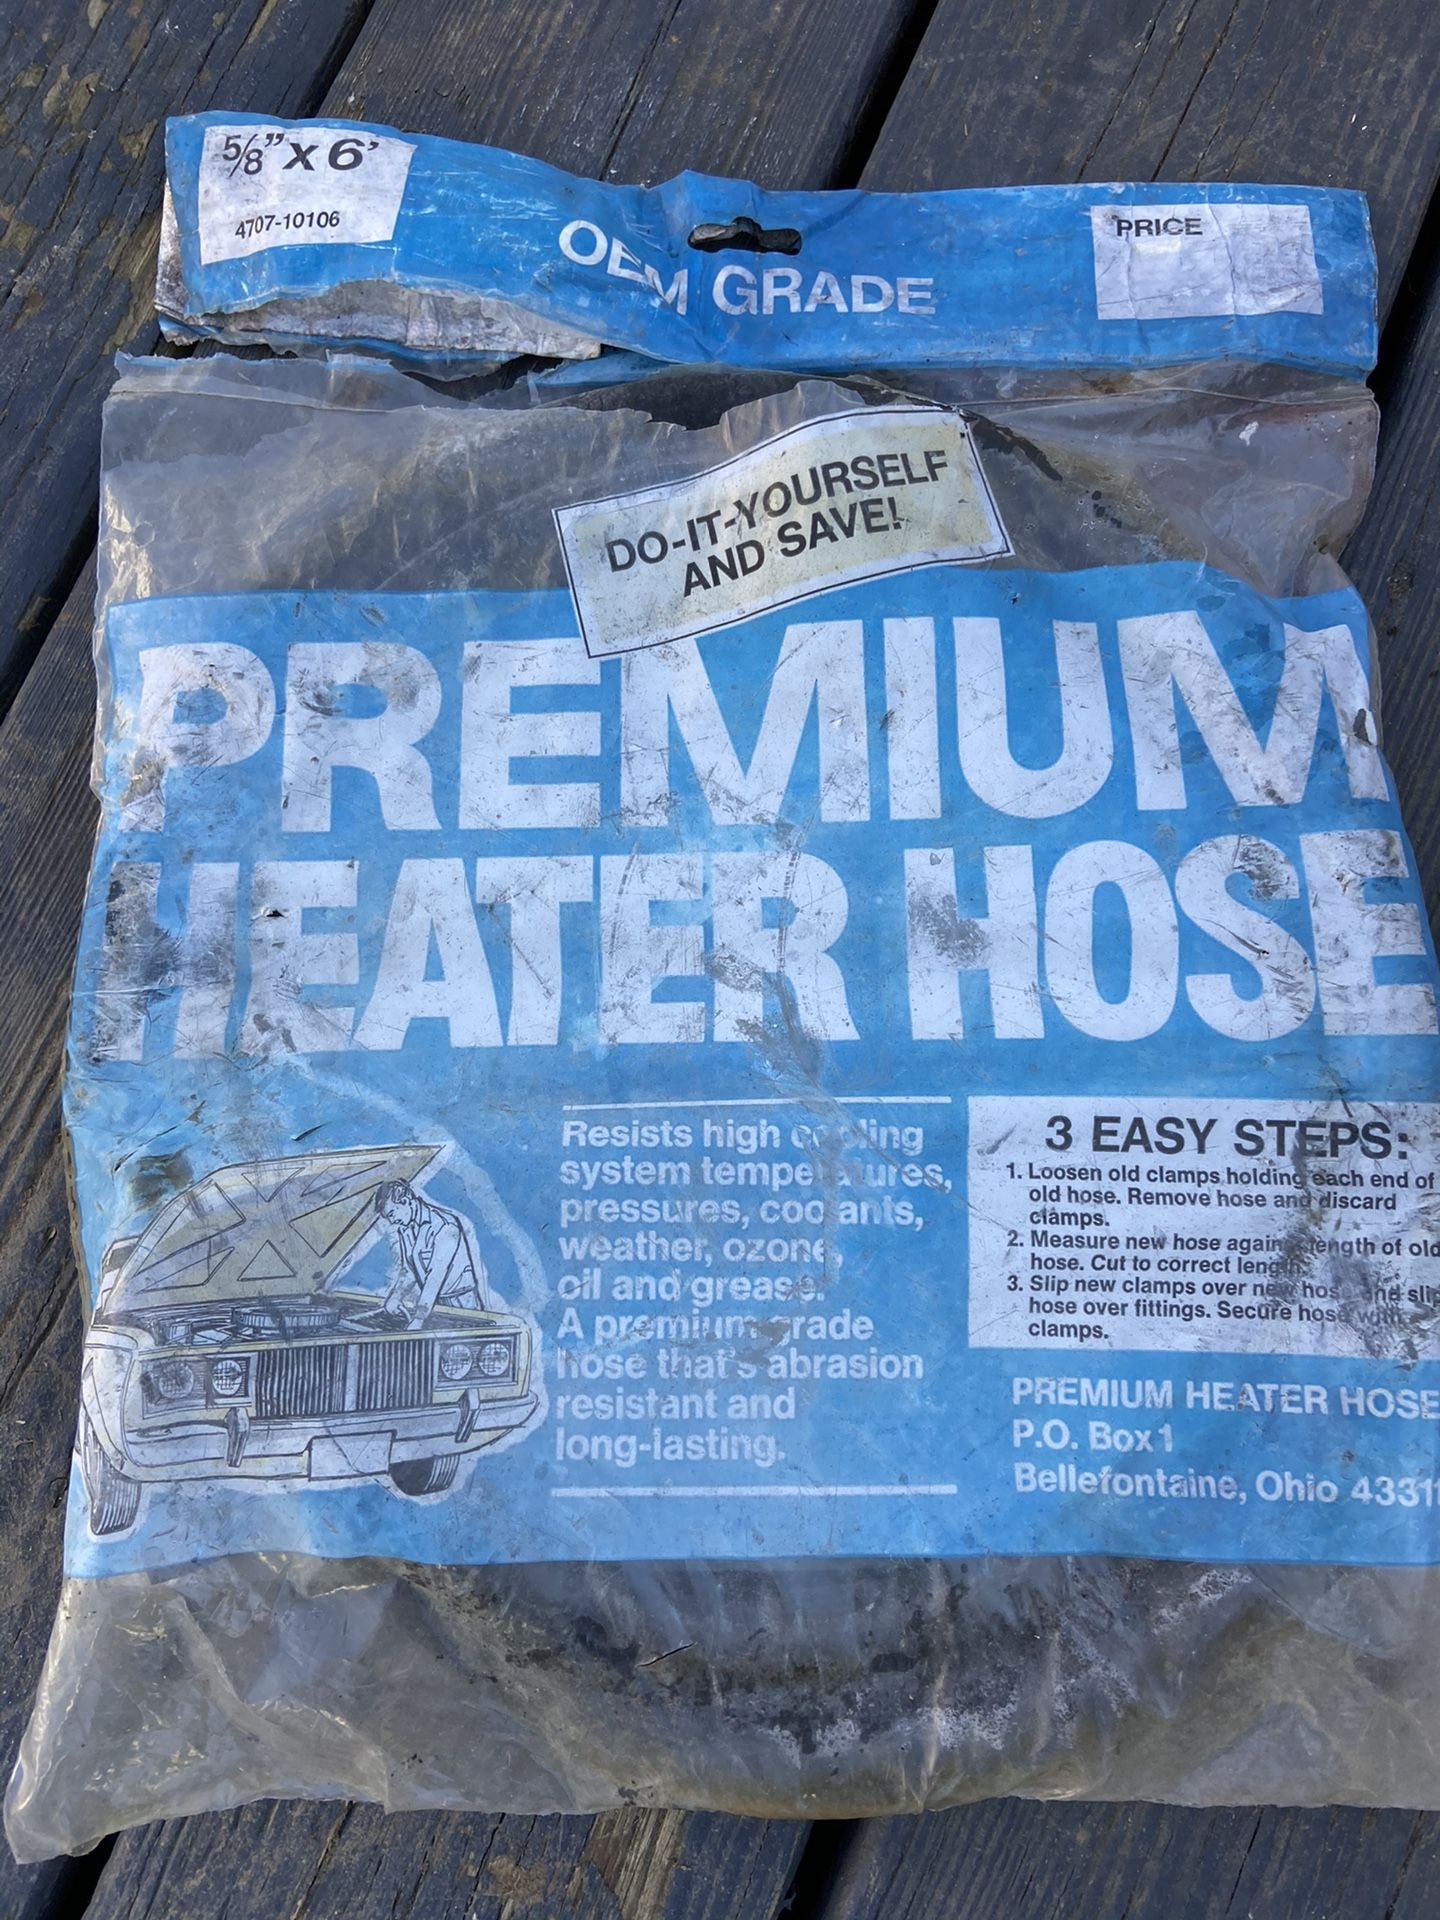 5/8” x 6’
4707-10106
OEM GRADE
PRICE
DO-IT-YOURSELF
AND SAVE!
PREMIUM
HEATER HOSE
Resists high cooling
system temperatures,
pressures, coolants,
weather, ozone,
oil and grease.
A premium grade
hose that's abrasion
resistant and
long-lasting.
3 EASY STEPS:
1. Loosen old clamps holding each end of
old hose. Remove hose and discard
clamps.
2. Measure new hose against length of old
hose. Cut to correct length.
3. Slip new clamps over new hose and slip
hose over fittings. Secure hose with
clamps.
PREMIUM HEATER HOSE
P.O. Box 1
Bellefontaine, Ohio 43311